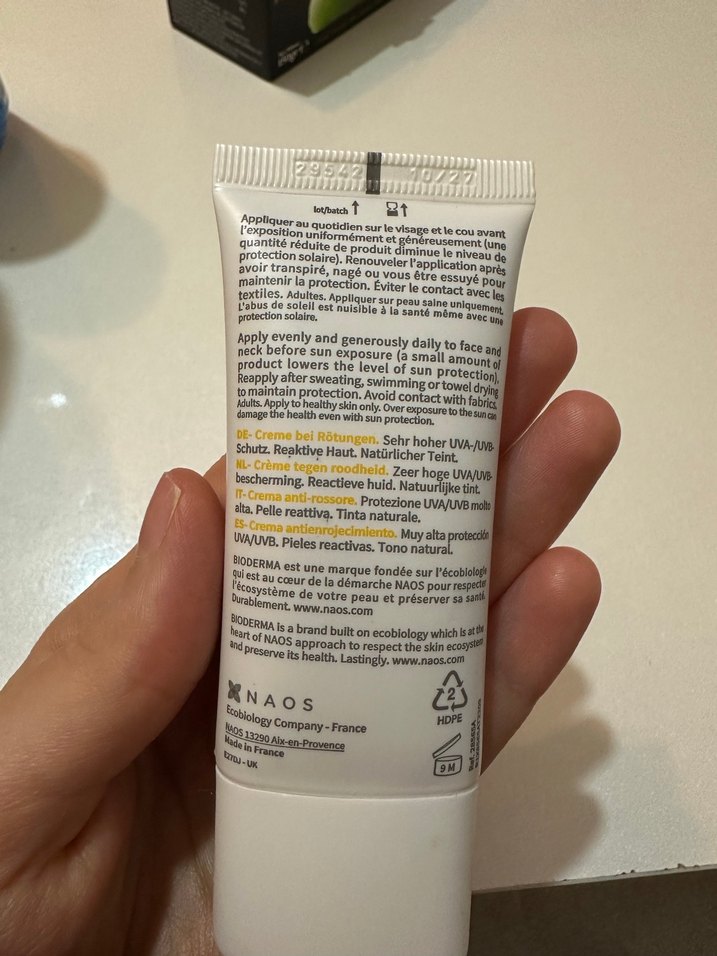 29542 10/27
lot/batch
Appliquer au quotidien sur le visage et le cou avant
l'exposition uniformément et généreusement (une
quantité réduite de produit diminue le niveau de
protection solaire). Renouveler l'application après
avoir transpiré, nagé ou vous être essuyé pour
maintenir la protection. Éviter le contact avec les
textiles. Adultes. Appliquer sur peau saine uniquement.
L'abus de soleil est nuisible à la santé même avec une
protection solaire.
Apply evenly and generously daily to face and
neck before sun exposure (a small amount of
product lowers the level of sun protection).
Reapply after sweating, swimming or towel drying
to maintain protection. Avoid contact with fabrics.
Adults. Apply to healthy skin only. Over exposure to the sun can
damage the health even with sun protection.
DE- Creme bei Rötungen. Sehr hoher UVA-/UVB-
Schutz. Reaktive Haut. Natürlicher Teint.
NL- Crème tegen roodheid. Zeer hoge UVA/UVB-
bescherming. Reactieve huid. Natuurlijke tint.
IT- Crema anti-rossore. Protezione UVA/UVB molto
alta. Pelle reattiva. Tinta naturale.
ES- Crema antienrojecimiento. Muy alta protección
UVA/UVB. Pieles reactivas. Tono natural.
BIODERMA est une marque fondée sur l'écobiologie
qui est au cœur de la démarche NAOS pour respecter
l'écosystème de votre peau et préserver sa santé.
Durablement. www.naos.com
BIODERMA is a brand built on ecobiology which is at the
heart of NAOS approach to respect the skin ecosystem
and preserve its health. Lastingly. www.naos.com
NAOS
Ecobiology Company - France
NAOS 13290 Aix-en-Provence
Made in France
E27DJ - UK
2
HDPE
9 M
Ref. 28565A